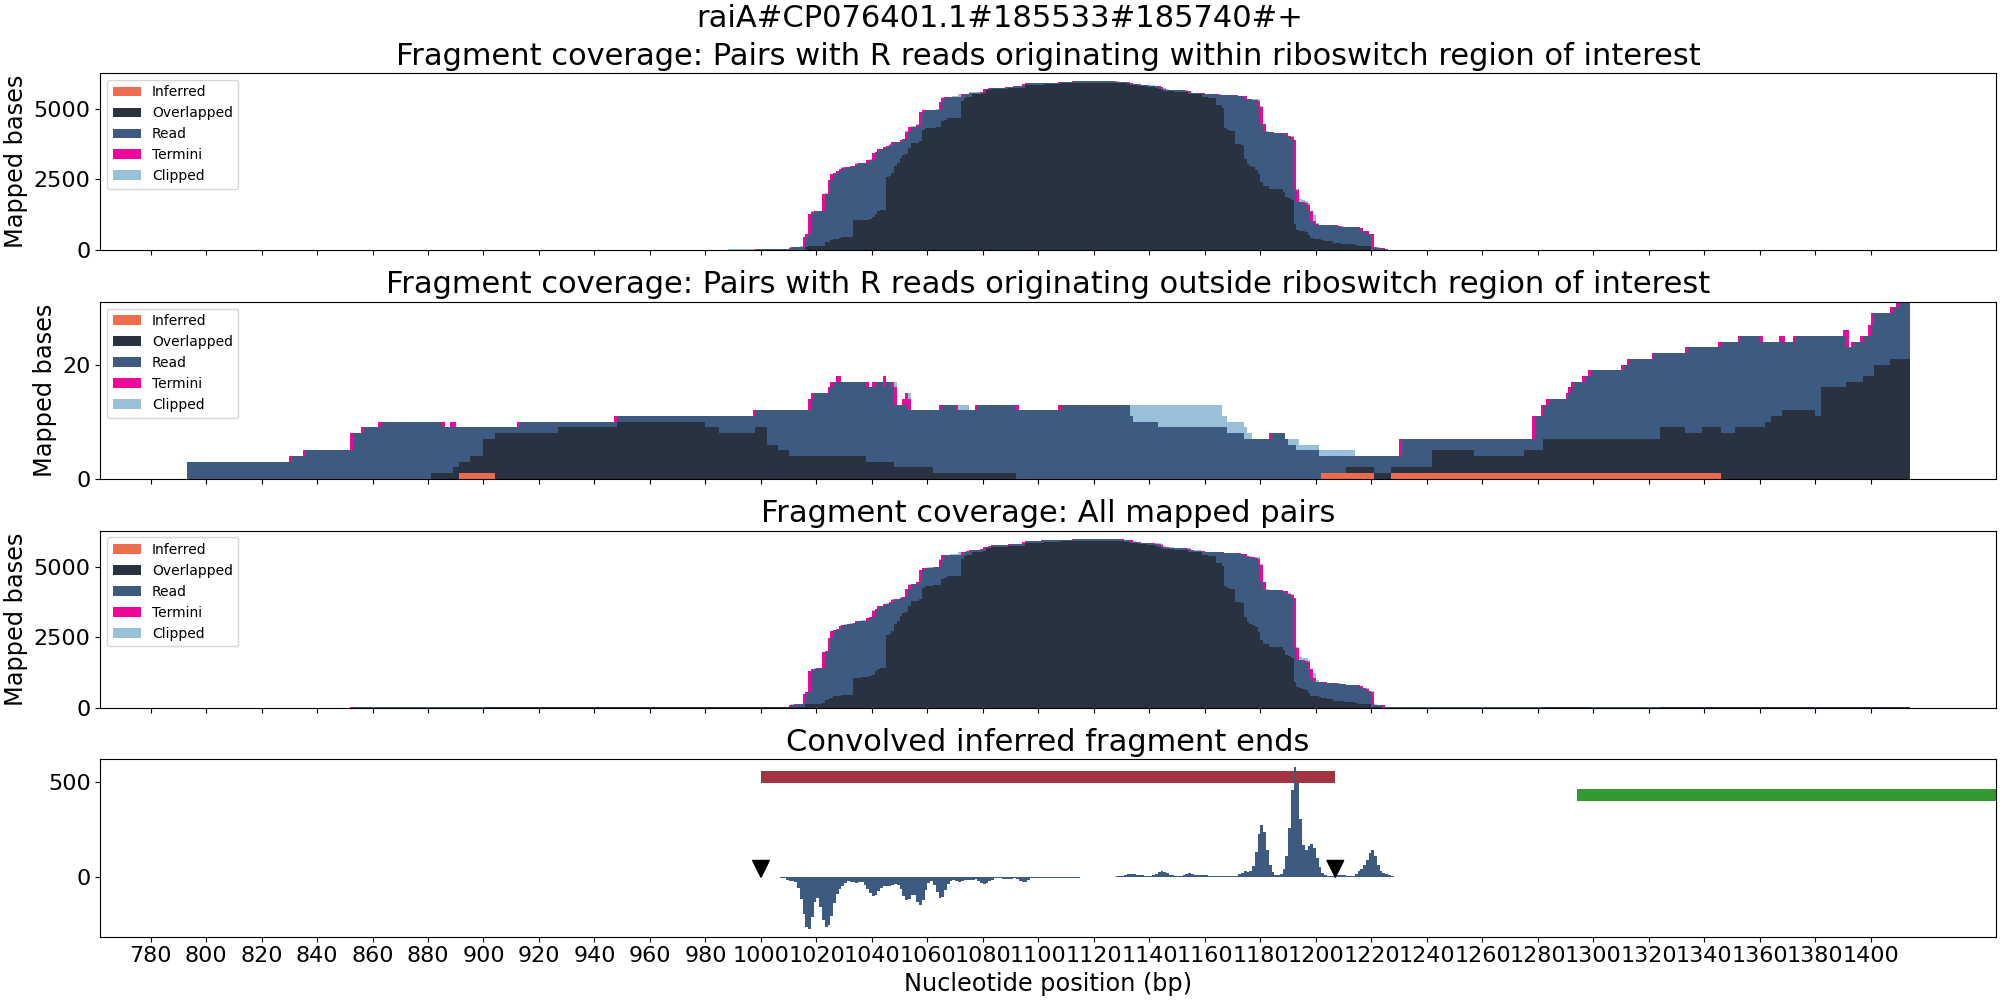 raiA#CP076401.1#185533#185740#+
Fragment coverage: Pairs with R reads originating within riboswitch region of interest
Mapped bases
5000
2500
0
Inferred
Overlapped
Read
Termini
Clipped
Fragment coverage: Pairs with R reads originating outside riboswitch region of interest
Mapped bases
20
0
Inferred
Overlapped
Read
Termini
Clipped
Fragment coverage: All mapped pairs
Mapped bases
5000
2500
0
Inferred
Overlapped
Read
Termini
Clipped
Convolved inferred fragment ends
500
0
780 800 820 840 860 880 900 920 940 960 980 1000 1020 1040 1060 1080 1100 1120 1140 1160 1180 1200 1220 1240 1260 1280 1300 1320 1340 1360 1380 1400
Nucleotide position (bp)